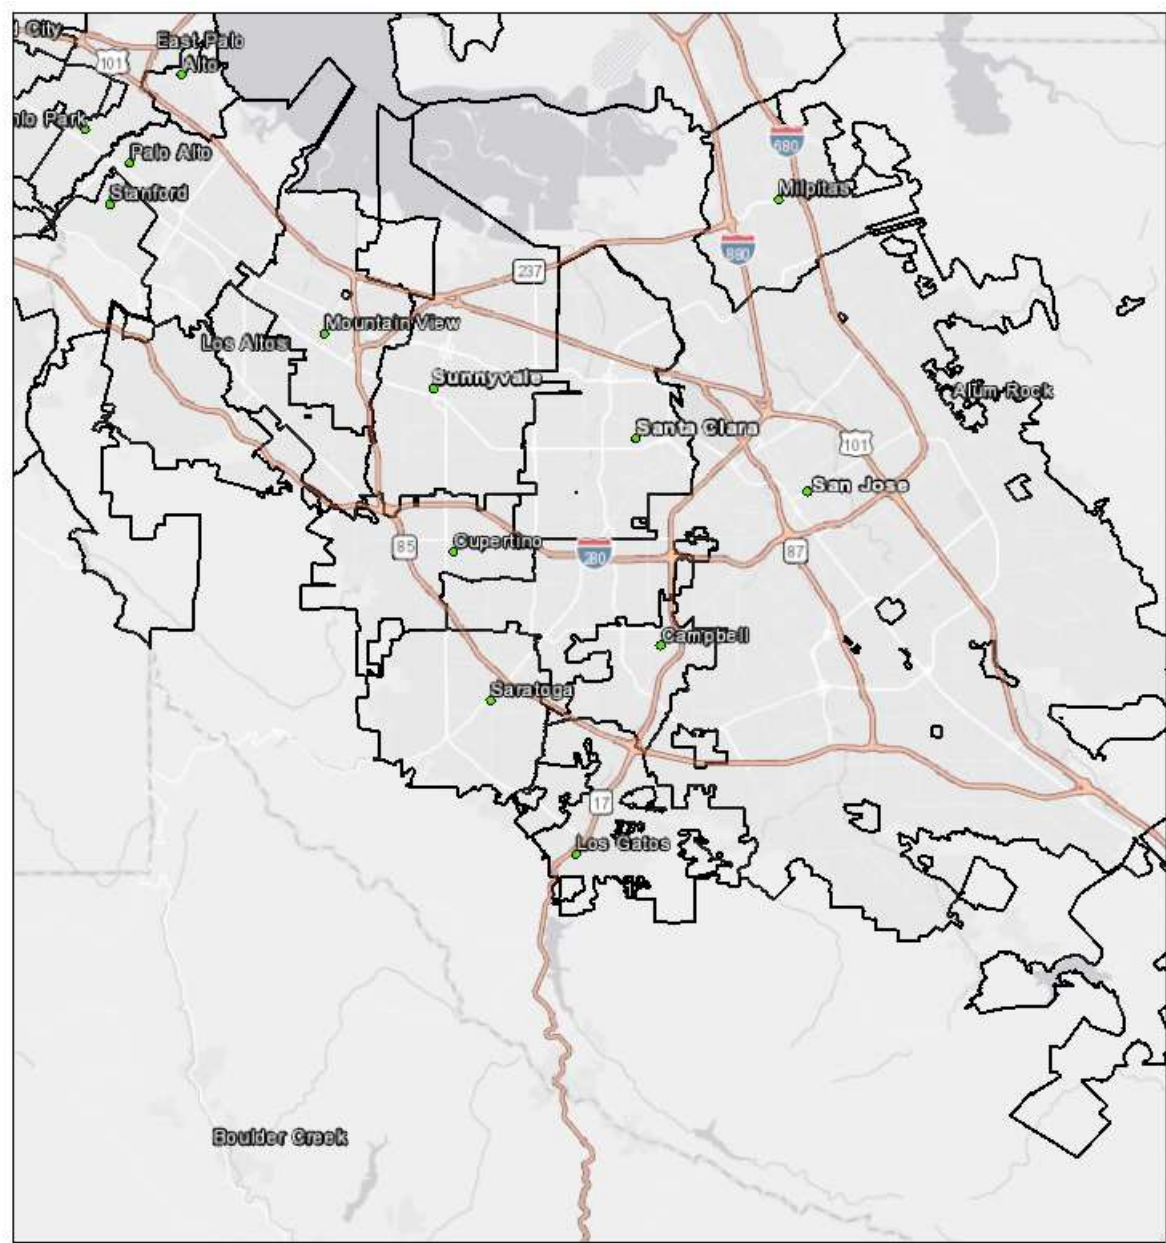 City
East Palo
Alto
101
Park
Palo Alto
Stanford
680
Milpitas
880
237
Mountain View
Los Altos
Sunnyvale
Alum Rock
Santa Clara
101
San Jose
85
Cupertino
280
87
Campbell
Saratoga
17
Los Gatos
Boulder Creek